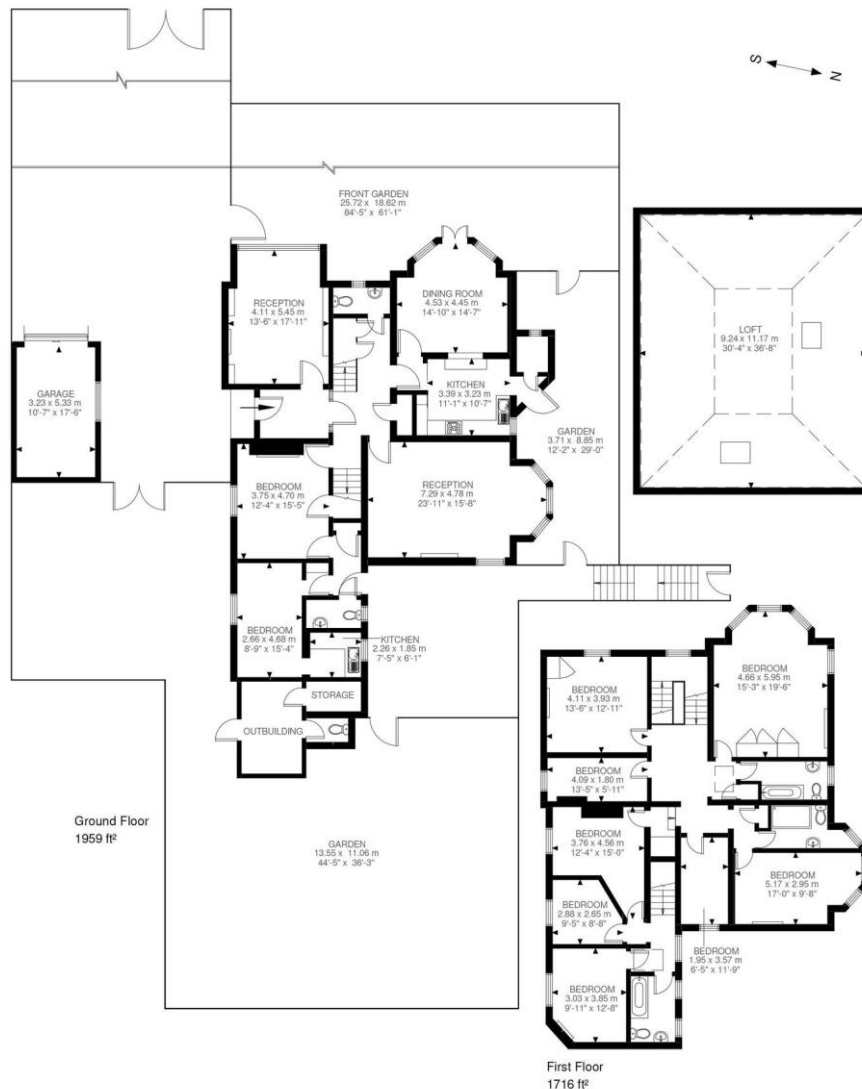 S
N
FRONT GARDEN
25.72 x 18.62 m
84'-5" x 61'-1"
RECEPTION
4.11 x 5.45 m
13'-6" x 17'-11"
DINING ROOM
4.53 x 4.45 m
14'-10" x 14'-7"
LOFT
9.24 x 11.17 m
30'-4" x 36'-8"
GARAGE
3.23 x 5.33 m
10'-7" x 17'-6"
KITCHEN
3.39 x 3.23 m
11'-1" x 10'-7"
GARDEN
3.71 x 8.85 m
12'-2" x 29'-0"
BEDROOM
3.75 x 4.70 m
12'-4" x 15'-5"
RECEPTION
7.29 x 4.78 m
23'-11" x 15'-8"
BEDROOM
2.66 x 4.68 m
8'-9" x 15'-4"
KITCHEN
2.26 x 1.85 m
7'-5" x 6'-1"
STORAGE
OUTBUILDING
Ground Floor
1959 ft²
GARDEN
13.55 x 11.06 m
44'-5" x 36'-3"
BEDROOM
4.11 x 3.93 m
13'-6" x 12'-11"
BEDROOM
4.66 x 5.95 m
15'-3" x 19'-6"
BEDROOM
4.09 x 1.80 m
13'-5" x 5'-11"
BEDROOM
3.76 x 4.56 m
12'-4" x 15'-0"
BEDROOM
5.17 x 2.95 m
17'-0" x 9'-8"
BEDROOM
2.88 x 2.65 m
9'-5" x 8'-8"
BEDROOM
1.95 x 3.57 m
6'-5" x 11'-9"
BEDROOM
3.03 x 3.85 m
9'-11" x 12'-8"
First Floor
1716 ft²